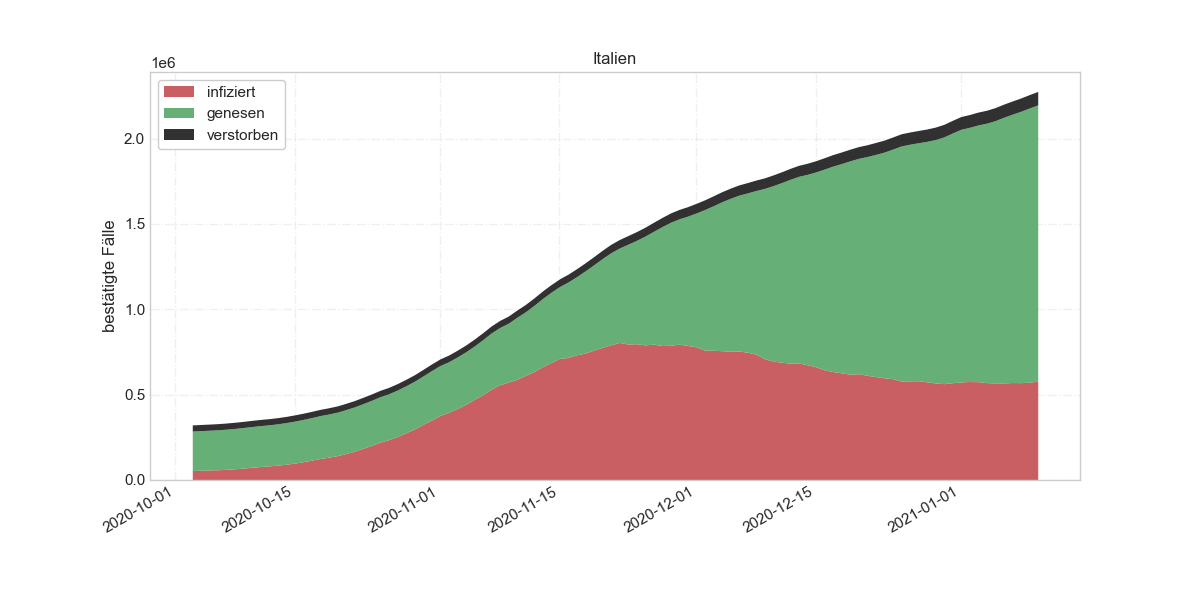 Italien
1e6
infiziert
genesen
verstorben
bestätigte Fälle
2.0
1.5
1.0
0.5
0.0
2020-10-01
2020-10-15
2020-11-01
2020-11-15
2020-12-01
2020-12-15
2021-01-01